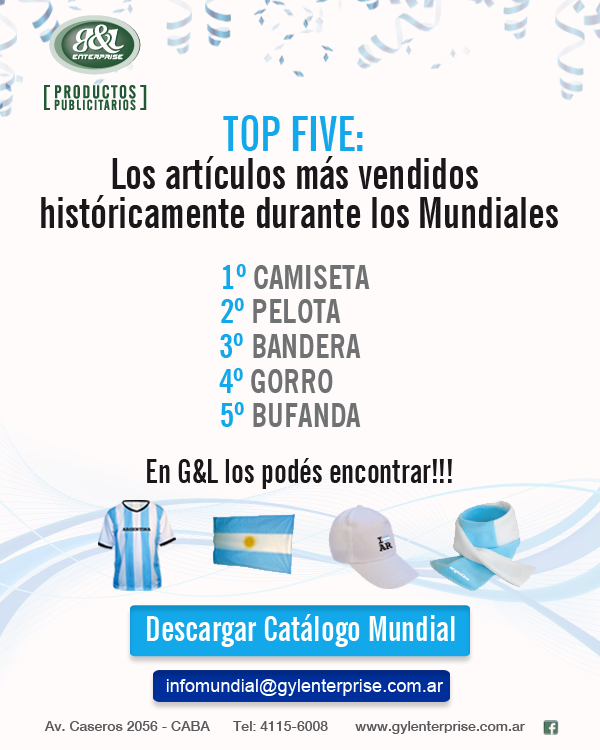 g&L
ENTERPRISE
[PRODUCTOS
PUBLICITARIOS]
TOP FIVE:
Los artículos más vendidos
históricamente durante los Mundiales
1º CAMISETA
2º PELOTA
3º BANDERA
4º GORRO
5º BUFANDA
En G&L los podés encontrar!!!
ARGENTINA
I
AR
argentina
Descargar Catálogo Mundial
infomundial@gylenterprise.com.ar
Av. Caseros 2056 - CABA Tel: 4115-6008 www.gylenterprise.com.ar f